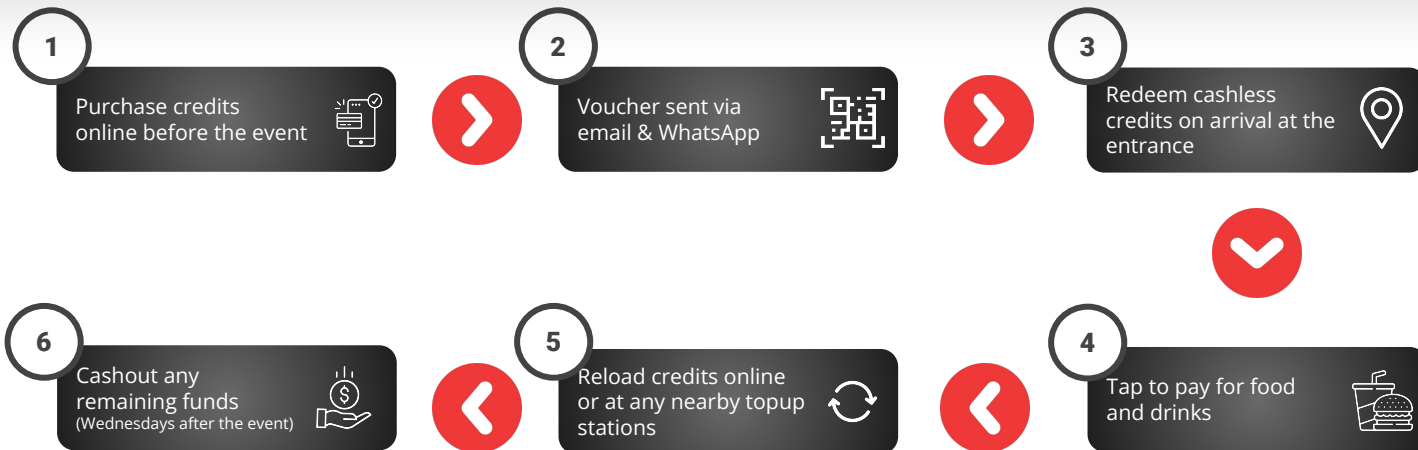 1
Purchase credits
online before the event
2
Voucher sent via
email & WhatsApp
3
Redeem cashless
credits on arrival at the
entrance
4
Tap to pay for food
and drinks
5
Reload credits online
or at any nearby topup
stations
6
Cashout any
remaining funds
(Wednesdays after the event)
$